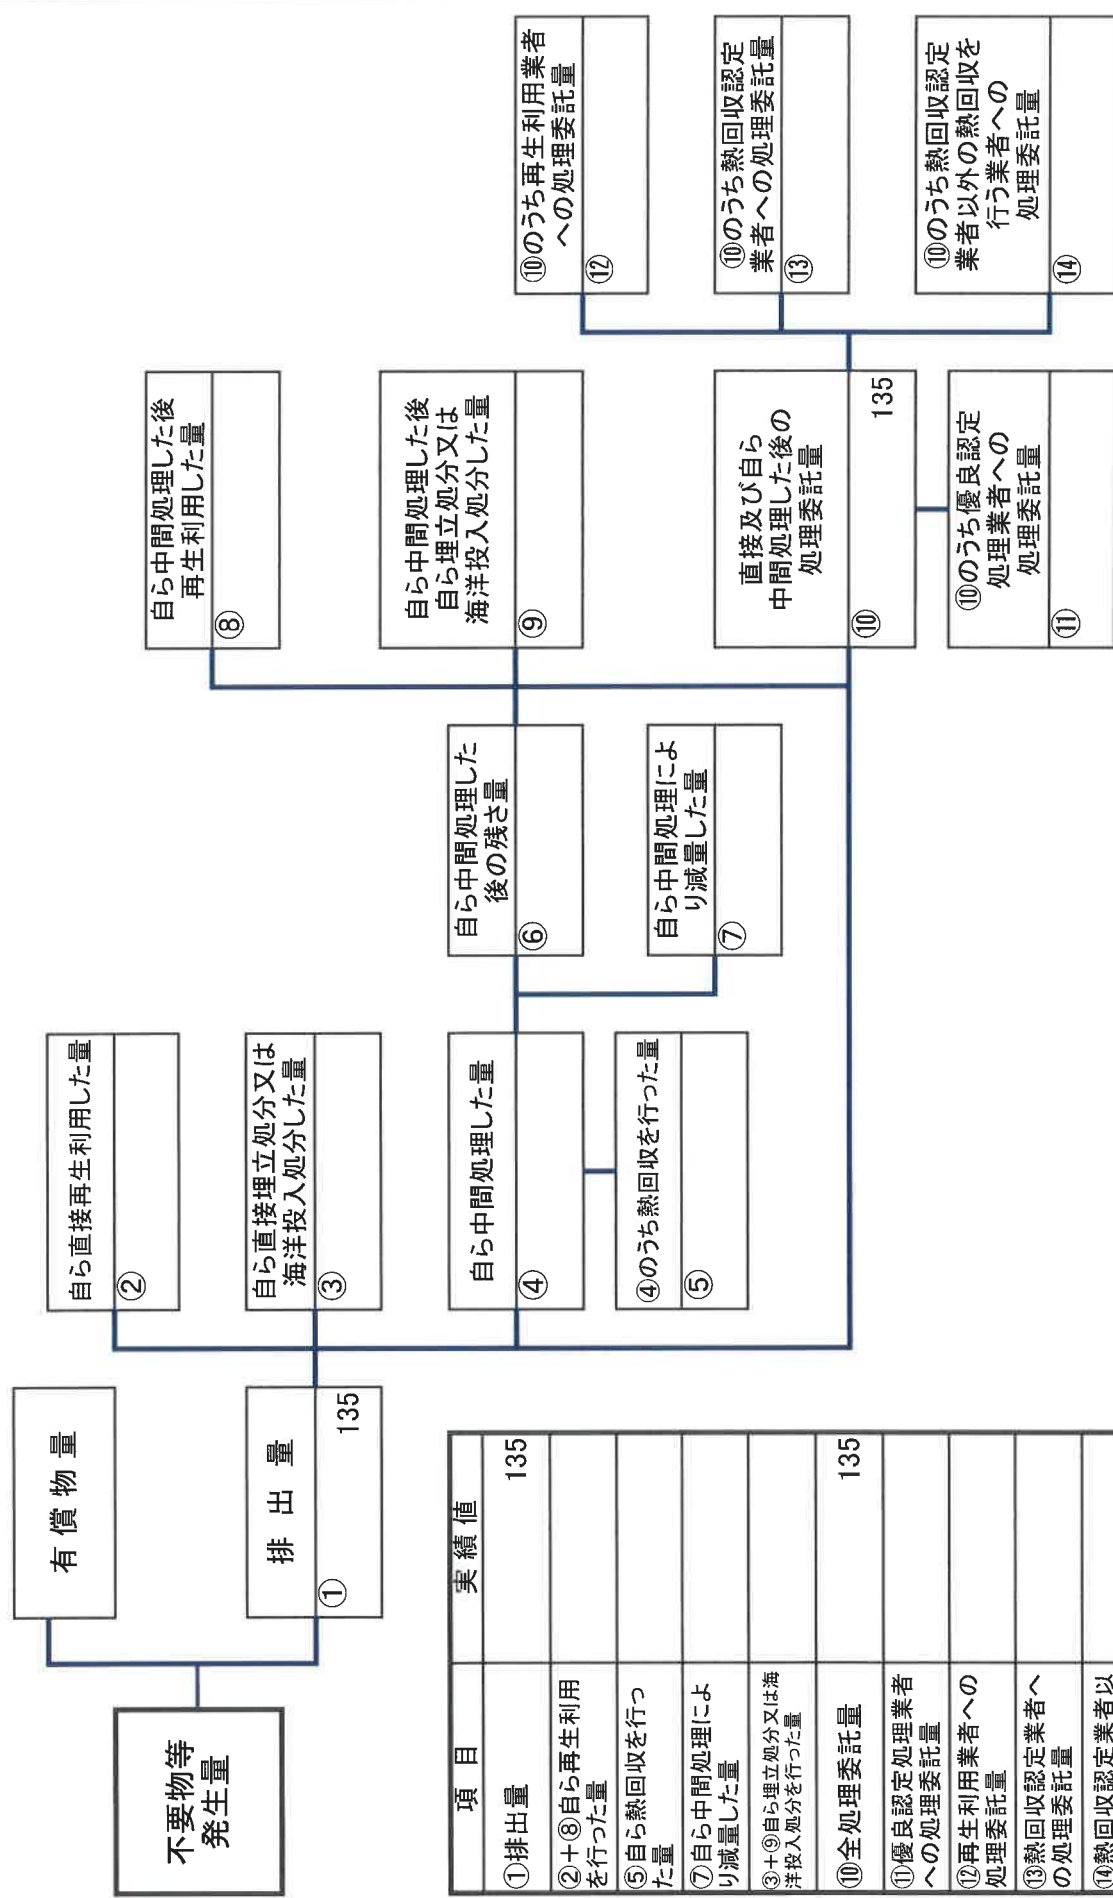 不要物等
発生量
有償物量
排出量
①
135
自ら直接再生利用した量
②
自ら直接埋立処分又は
海洋投入処分した量
③
自ら中間処理した量
④
④のうち熱回収を行った量
⑤
自ら中間処理した
後の残さ量
⑥
自ら中間処理によ
り減量した量
⑦
自ら中間処理した後
再生利用した量
⑧
自ら中間処理した後
自ら埋立処分又は
海洋投入処分した量
⑨
直接及び自ら
中間処理した後の
処理委託量
⑩
135
⑩のうち優良認定
処理業者への
処理委託量
⑪
⑩のうち再生利用業者
への処理委託量
⑫
⑩のうち熱回収認定
業者への処理委託量
⑬
⑩のうち熱回収認定
業者以外の熱回収を
行う業者への
処理委託量
⑭
項目 実績値
①排出量 135
②+⑧自ら再生利用
を行った量
⑤自ら熱回収を行っ
た量
⑦自ら中間処理によ
り減量した量
③+⑨自ら埋立処分又は海
洋投入処分を行った量
⑩全処理委託量 135
⑪優良認定処理業者
への処理委託量
⑫再生利用業者への
処理委託量
⑬熱回収認定業者へ
の処理委託量
⑭熱回収認定業者以